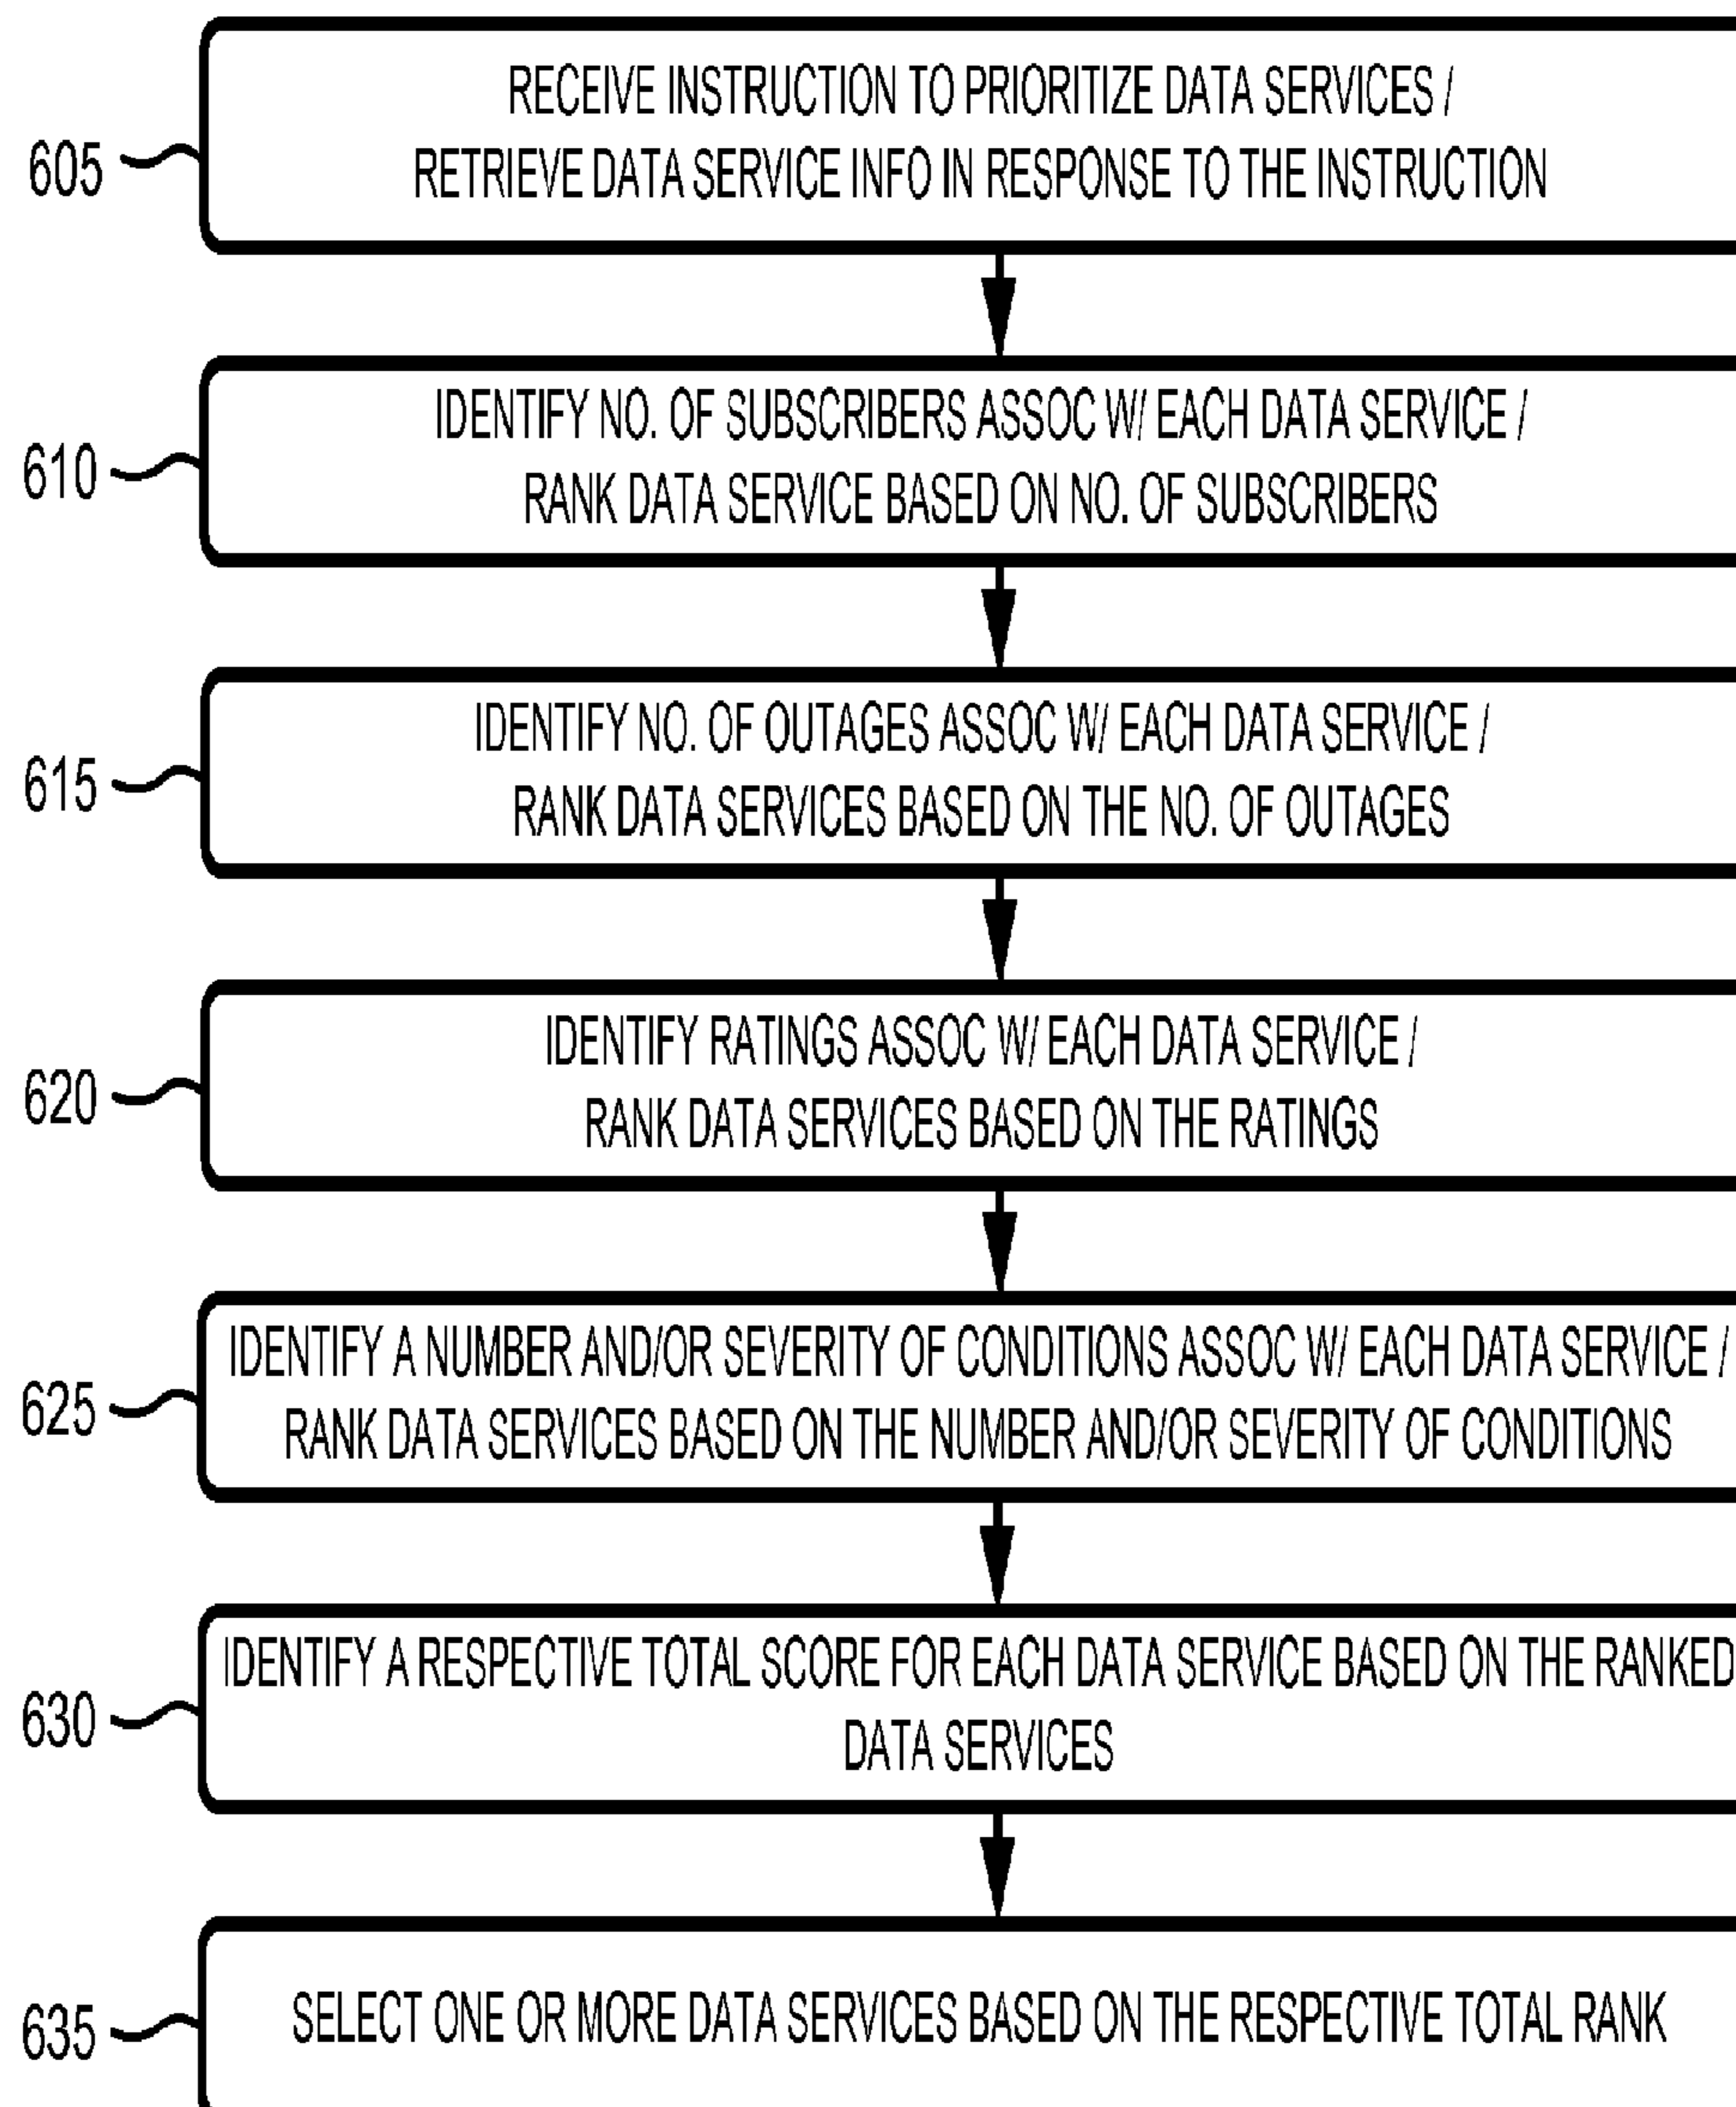 RECEIVE INSTRUCTION TO PRIORITIZE DATA SERVICES /
RETRIEVE DATA SERVICE INFO IN RESPONSE TO THE INSTRUCTION
605
IDENTIFY NO. OF SUBSCRIBERS ASSOC W/ EACH DATA SERVICE /
RANK DATA SERVICE BASED ON NO. OF SUBSCRIBERS
610
IDENTIFY NO. OF OUTAGES ASSOC W/ EACH DATA SERVICE /
RANK DATA SERVICES BASED ON THE NO. OF OUTAGES
615
IDENTIFY RATINGS ASSOC W/ EACH DATA SERVICE /
RANK DATA SERVICES BASED ON THE RATINGS
620
IDENTIFY A NUMBER AND/OR SEVERITY OF CONDITIONS ASSOC W/ EACH DATA SERVICE /
RANK DATA SERVICES BASED ON THE NUMBER AND/OR SEVERITY OF CONDITIONS
625
IDENTIFY A RESPECTIVE TOTAL SCORE FOR EACH DATA SERVICE BASED ON THE RANKED
DATA SERVICES
630
SELECT ONE OR MORE DATA SERVICES BASED ON THE RESPECTIVE TOTAL RANK
635